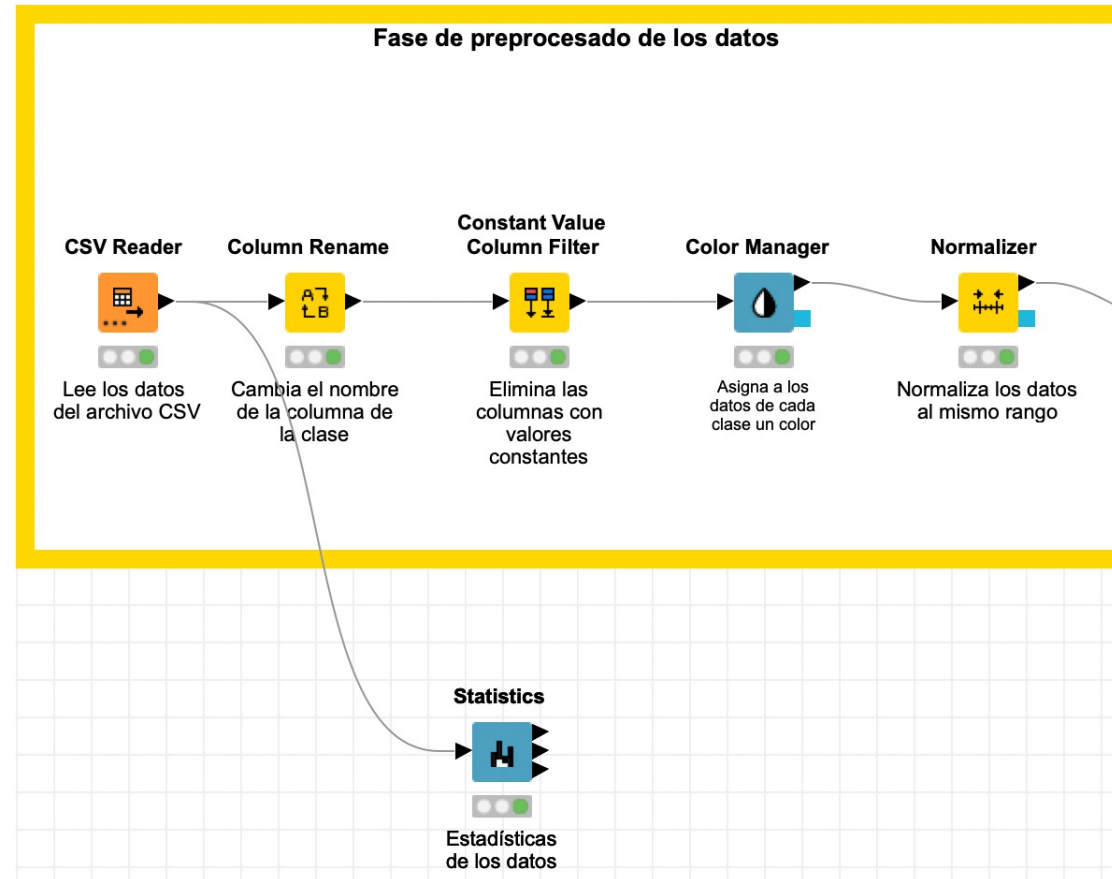 Fase de preprocesado de los datos
CSV Reader
Lee los datos
del archivo CSV
Column Rename
Cambia el nombre
de la columna de
la clase
Constant Value
Column Filter
Elimina las
columnas con
valores
constantes
Color Manager
Asigna a los
datos de cada
clase un color
Normalizer
Normaliza los datos
al mismo rango
Statistics
Estadísticas
de los datos